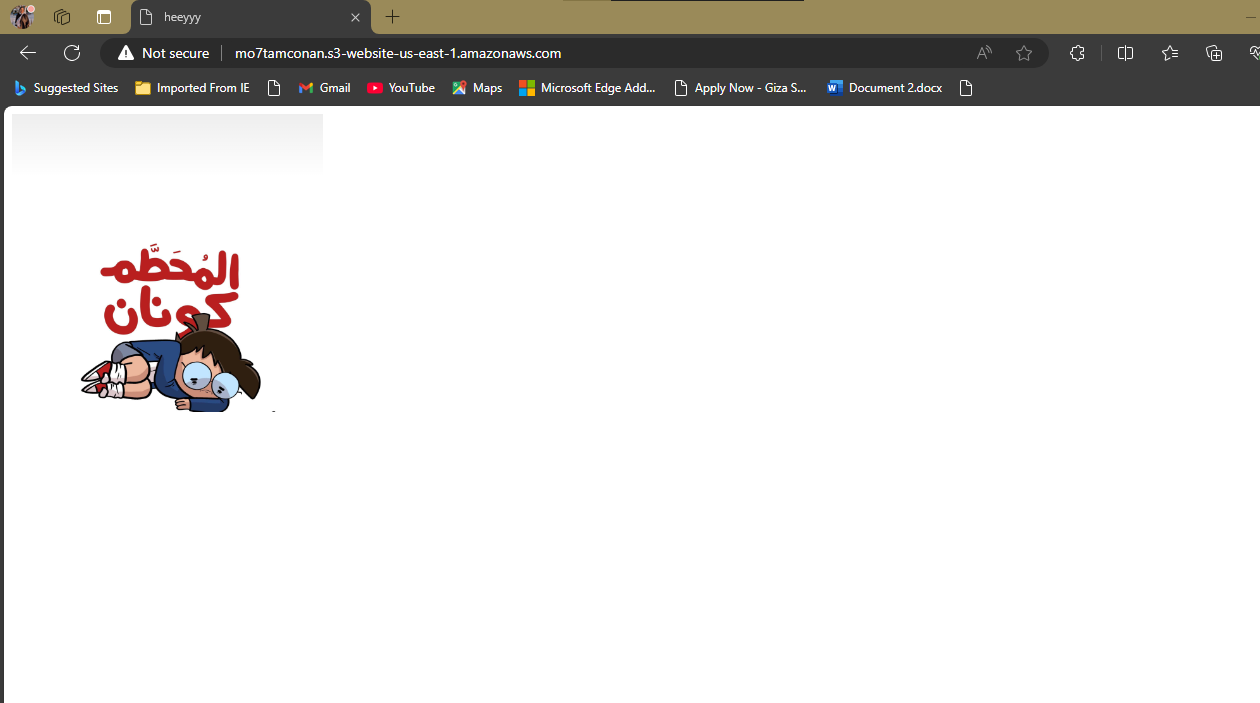 heeyyy
Not secure
mo7tamconan.s3-website-us-east-1.amazonaws.com
Suggested Sites
Imported From IE
Gmail
YouTube
Maps
Microsoft Edge Add...
Apply Now - Giza S...
Document 2.docx
المُحَطَّم
كونان